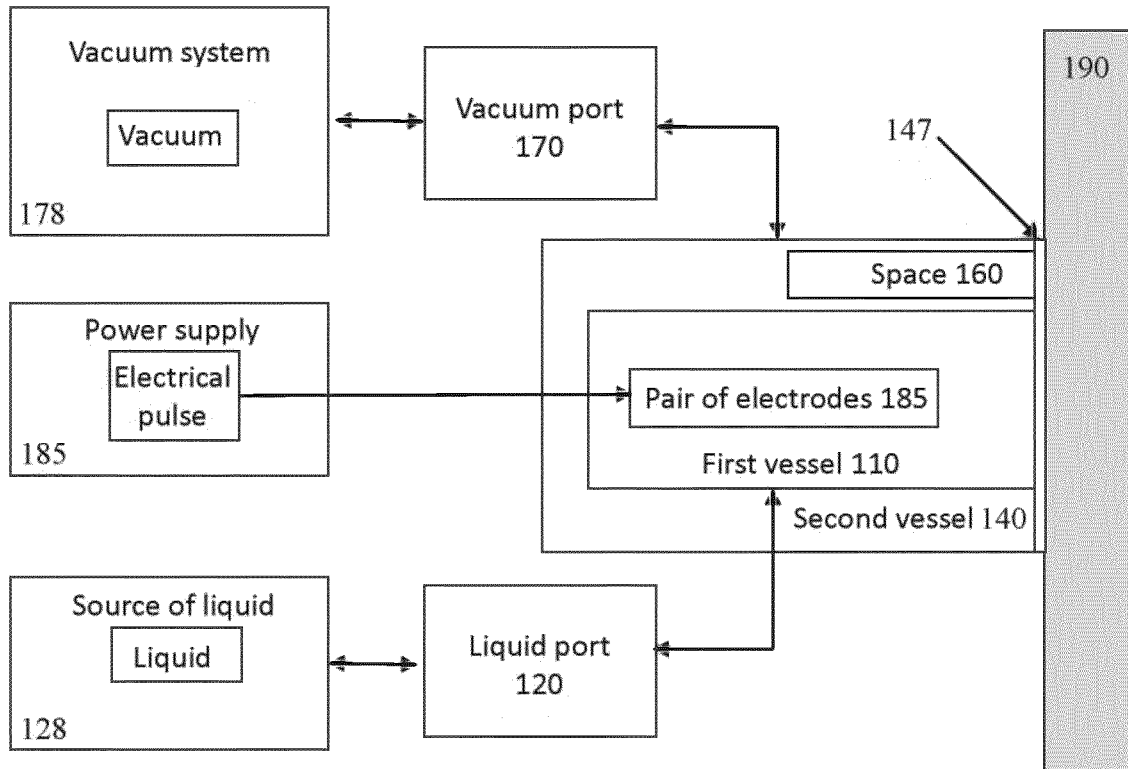 Vacuum system
Vacuum
178
Vacuum port
170
190
147
Space 160
Power supply
Electrical
pulse
185
Pair of electrodes 185
First vessel 110
Second vessel 140
Source of liquid
Liquid
128
Liquid port
120